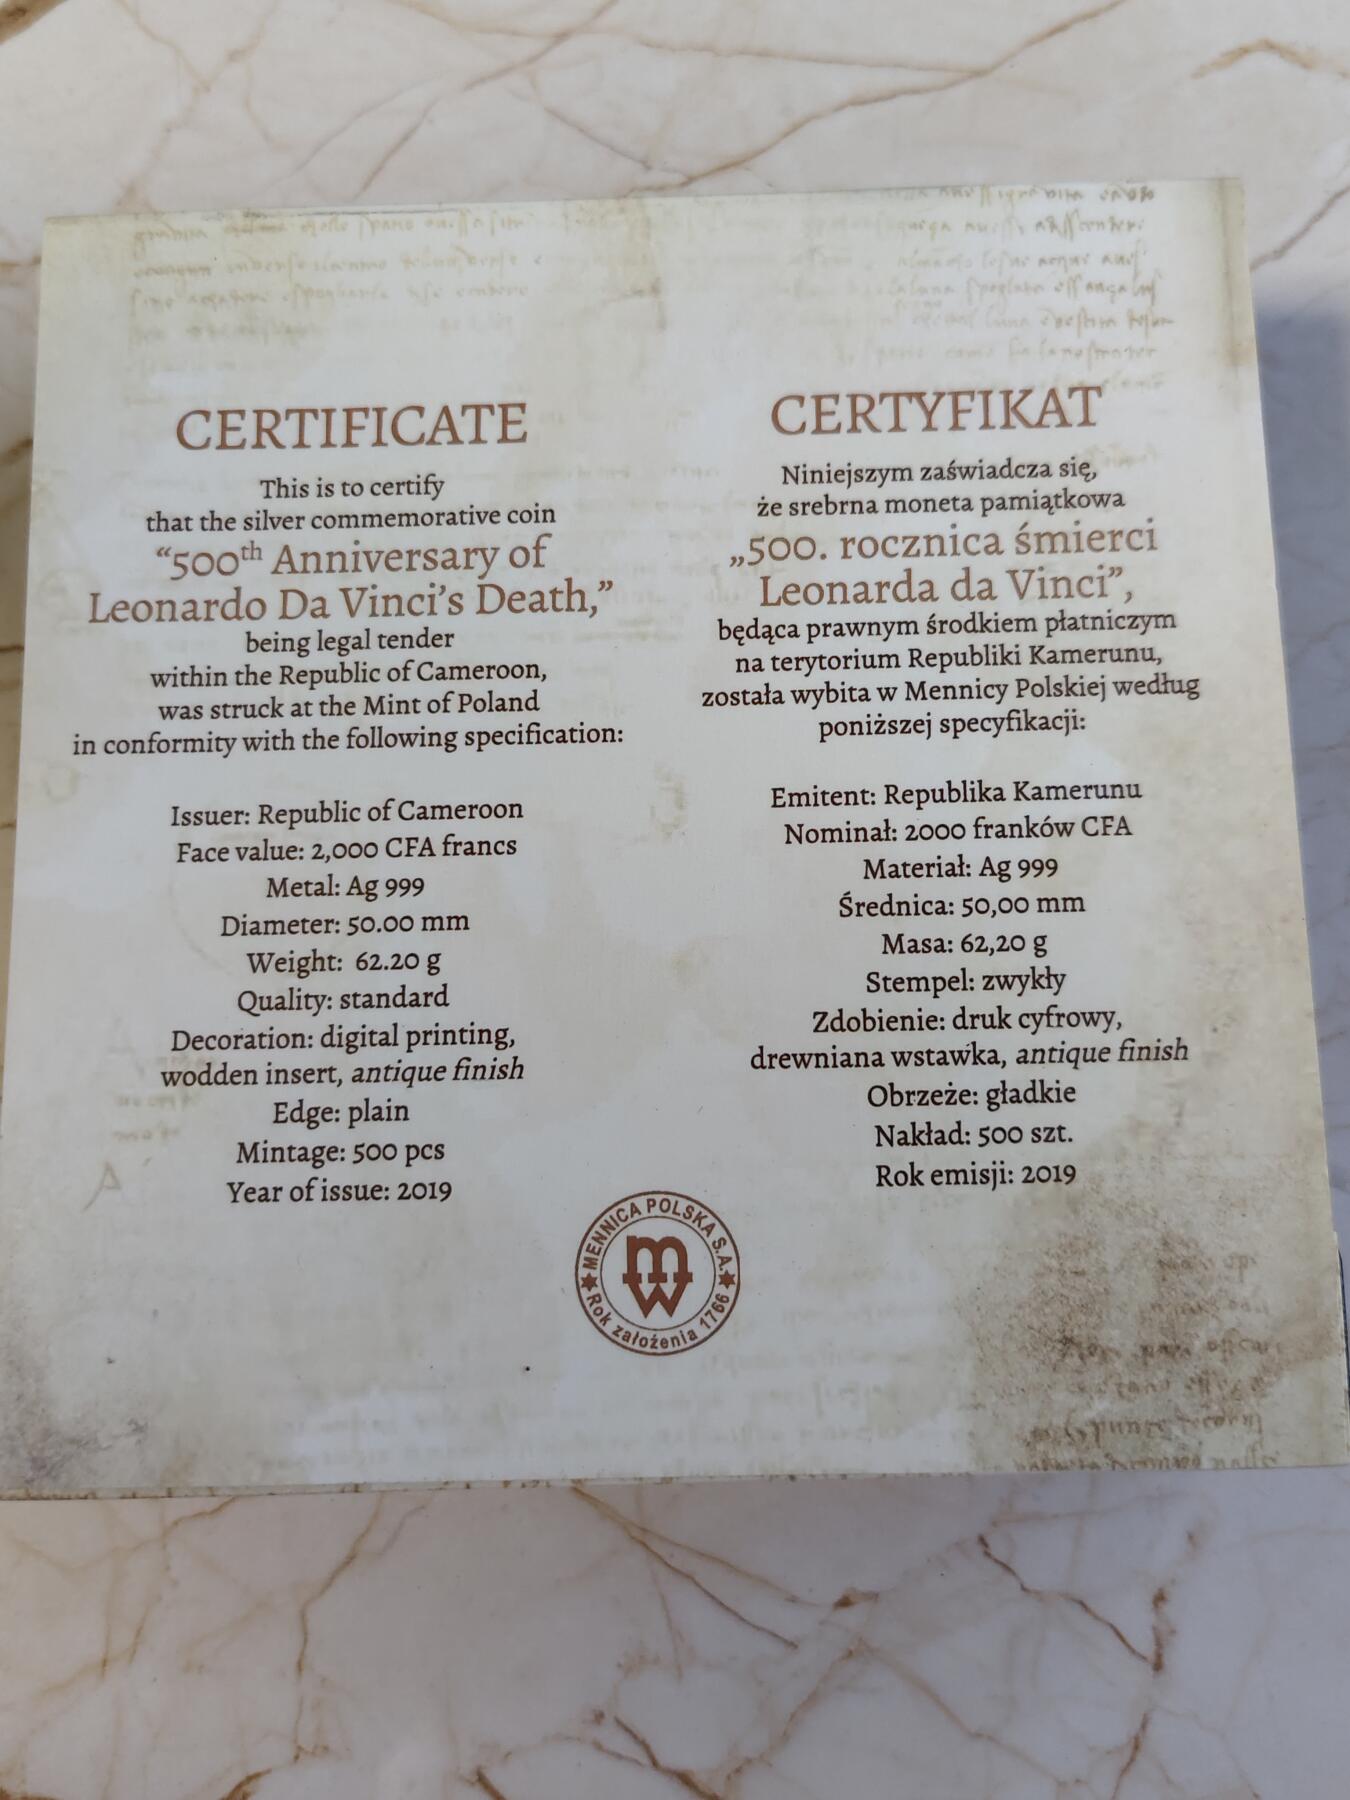 CERTIFICATE
This is to certify
that the silver commemorative coin
“500th Anniversary of
Leonardo Da Vinci’s Death,”
being legal tender
within the Republic of Cameroon,
was struck at the Mint of Poland
in conformity with the following specification:
Issuer: Republic of Cameroon
Face value: 2,000 CFA francs
Metal: Ag 999
Diameter: 50.00 mm
Weight: 62.20 g
Quality: standard
Decoration: digital printing,
wodden insert, antique finish
Edge: plain
Mintage: 500 pcs
Year of issue: 2019
CERTYFIKAT
Niniejszym zaświadcza się,
że srebrna moneta pamiątkowa
„500. rocznica śmierci
Leonarda da Vinci”,
będąca prawnym środkiem płatniczym
na terytorium Republiki Kamerunu,
została wybita w Mennicy Polskiej według
poniższej specyfikacji:
Emitent: Republika Kamerunu
Nominał: 2000 franków CFA
Materiał: Ag 999
Średnica: 50,00 mm
Masa: 62,20 g
Stempel: zwykły
Zdobienie: druk cyfrowy,
drewniana wstawka, antique finish
Obrzeże: gładkie
Nakład: 500 szt.
Rok emisji: 2019
MENNICA POLSKA S.A.
mw
Rok założenia 1766